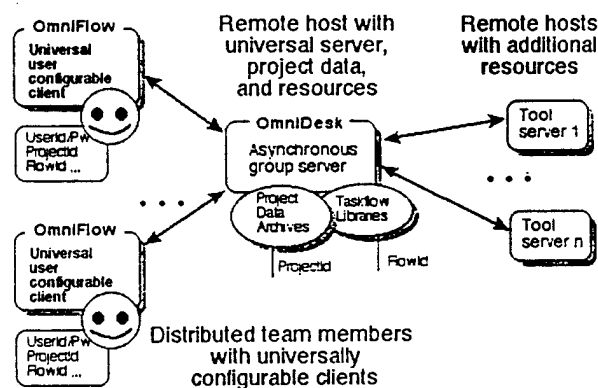 OmniFlow
Universal
user
configurable
client
UserId/Pw
ProjectId
FlowId ...
Remote host with
universal server,
project data,
and resources
Remote hosts
with additional
resources
OmniDesk
Asynchronous
group server
Project
Data
Archives
Taskflow
Libraries
ProjectId
FlowId
Tool
server 1
. . .
Tool
server n
. . .
OmniFlow
Universal
user
configurable
client
UserId/Pw
ProjectId
FlowId ...
Distributed team members
with universally
configurable clients